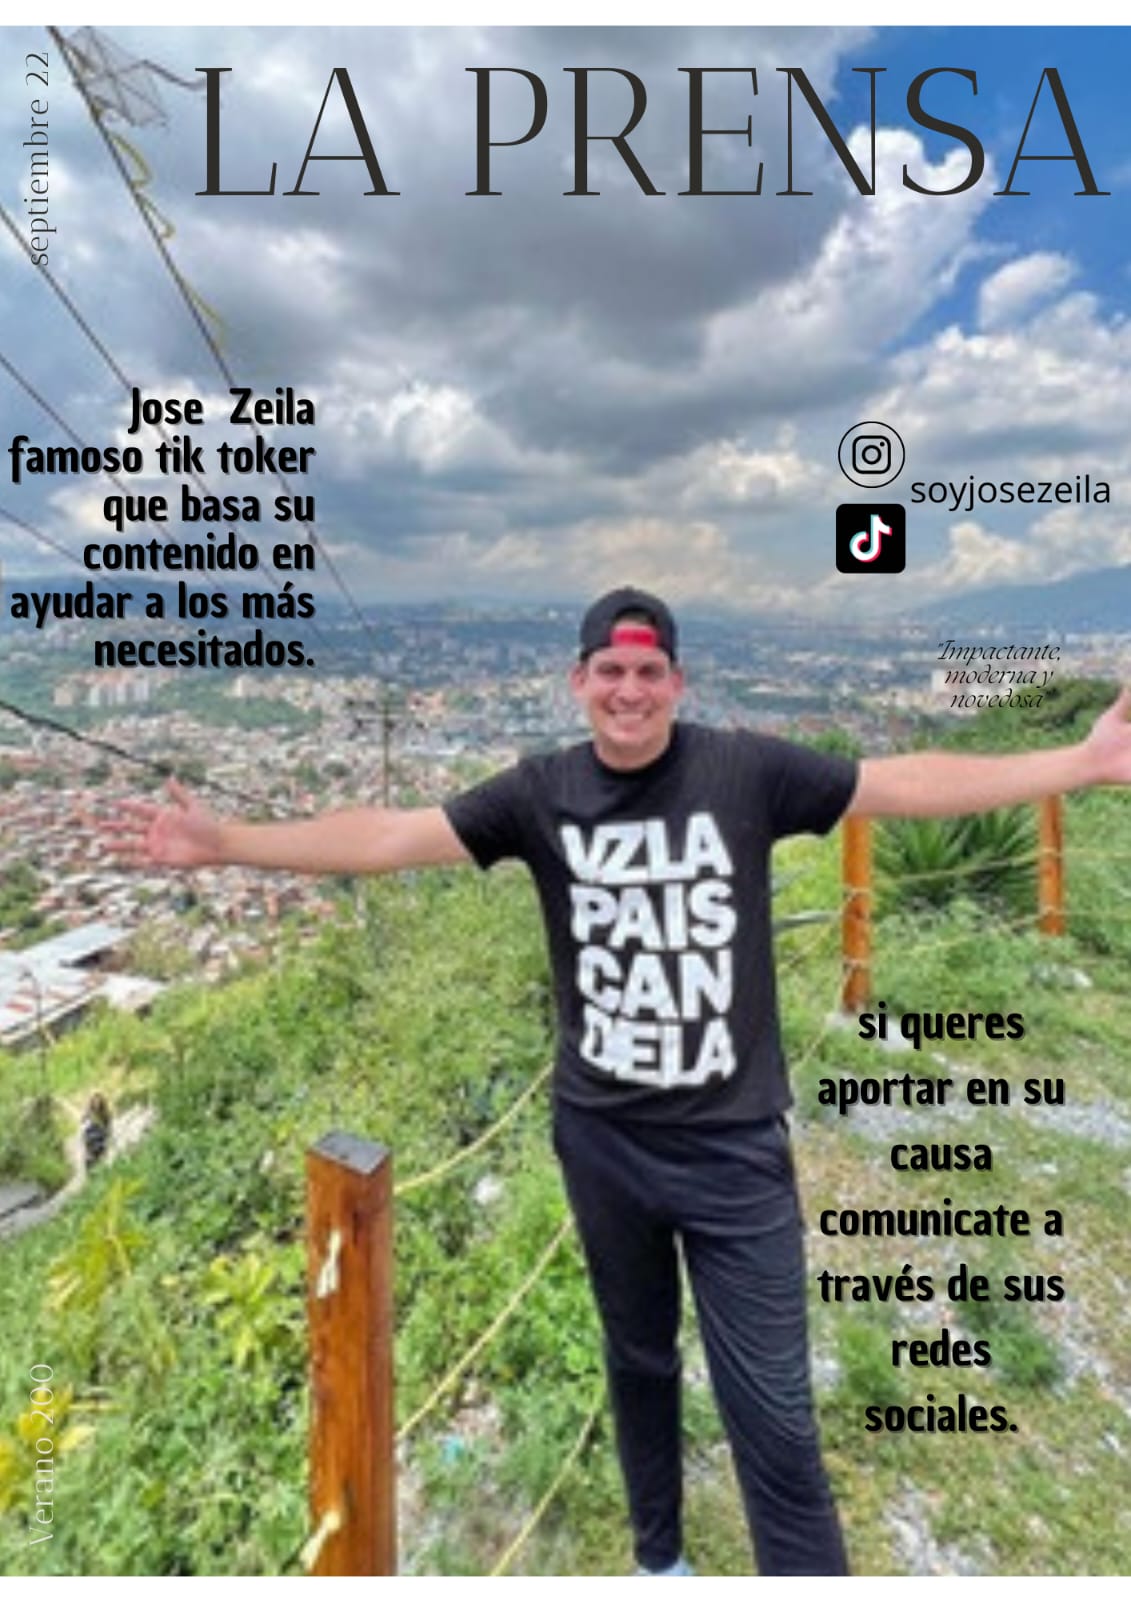 septiembre 22
LA PRENSA
Jose Zeila
famoso tik toker
que basa su
contenido en
ayudar a los más
necesitados.
soyjosezeila
"Impactante,
moderna y
novedosa"
VZLA
PAIS
CAN
DELA
si queres
aportar en su
causa
comunicate a
través de sus
redes
sociales.
Verano 200